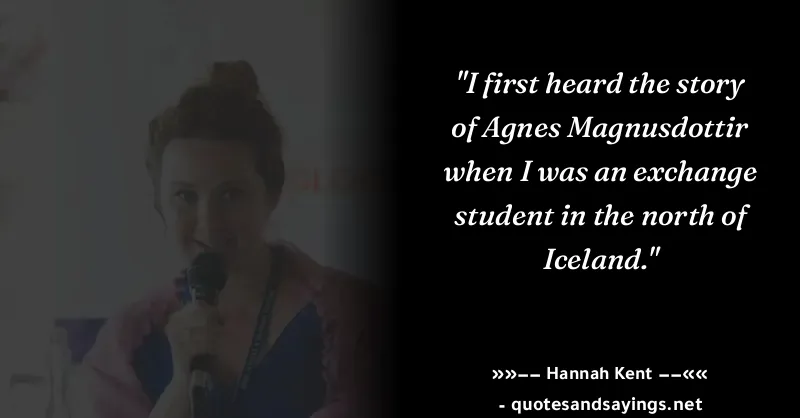 "I first heard the story
of Agnes Magnusdottir
when I was an exchange
student in the north of
Iceland."
»»−− Hannah Kent −−««
- quotesandsayings.net